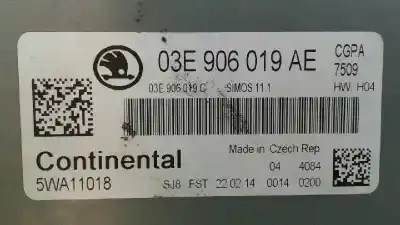 03E 906 019 AE
CGPA
7509
03E 906 019 C SIMOS 11.1
HW. H04
Continental
5WA11018
Made in Czech Rep
04 4084
SJ8 FST 22 02 14 0014 0200